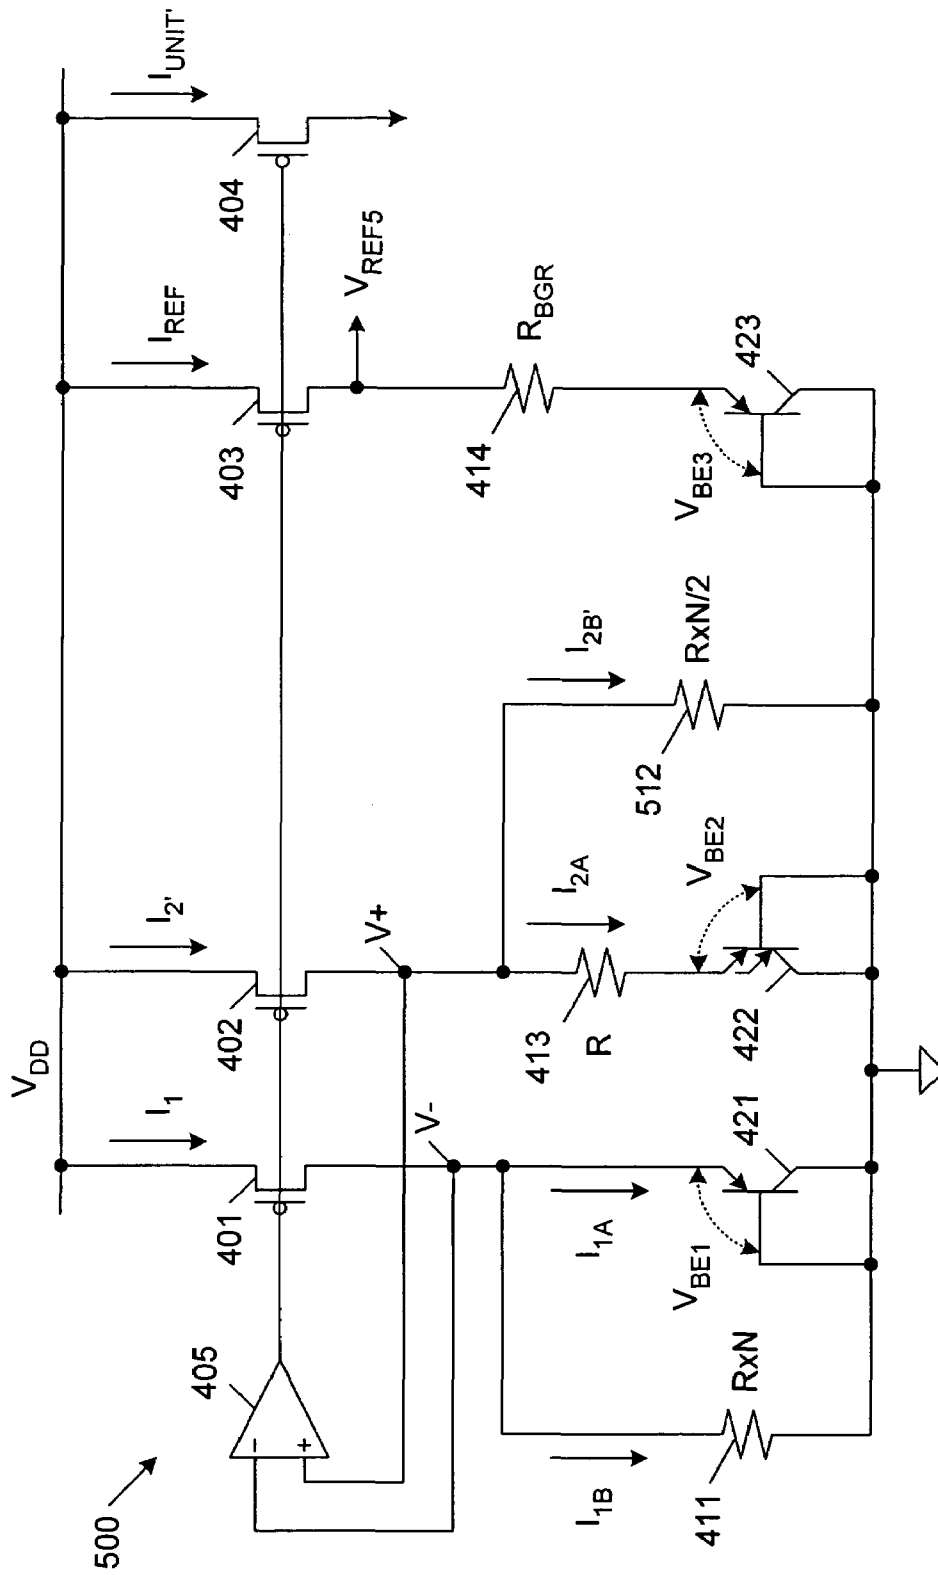 500
405
V_DD
I_1
I_2'
I_REF
I_UNIT'
401
402
403
404
−
+
V-
V+
V_REF5
I_1B
I_1A
I_2A
I_2B'
411
RxN
413
R
512
RxN/2
414
R_BGR
V_BE1
V_BE2
V_BE3
421
422
423